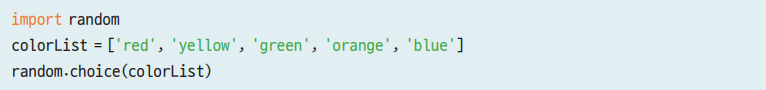 import random
colorList = ['red', 'yellow', 'green', 'orange', 'blue']
random.choice(colorList)